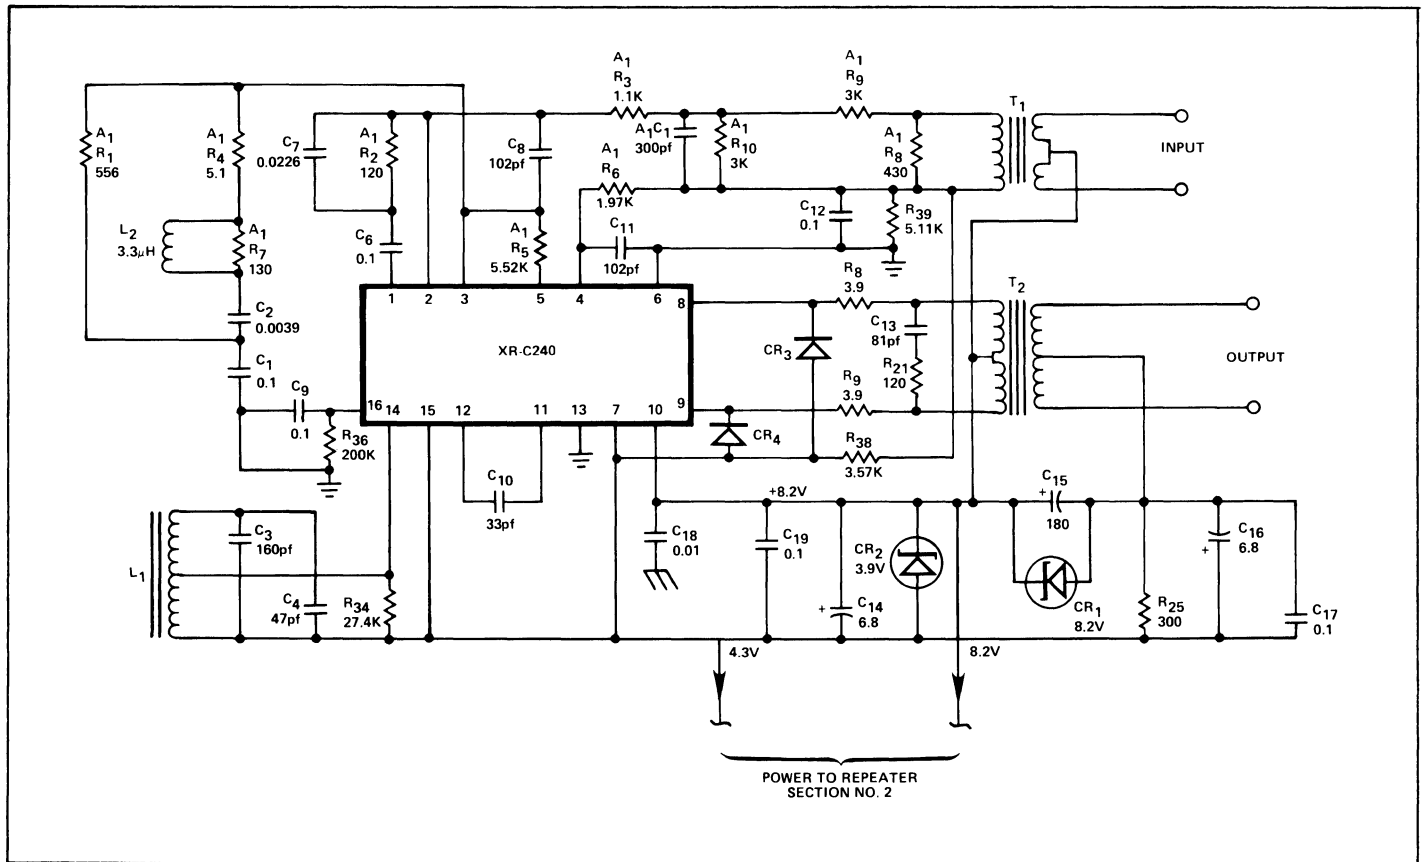 A1
R1
556
A1
R4
5.1
L2
3.3μH
A1
R7
130
C2
0.0039
C1
0.1
C9
0.1
R36
200K
C7
0.0226
A1
R2
120
C6
0.1
C8
102pf
A1
R5
5.52K
A1
R3
1.1K
A1C1
300pf
A1
R10
3K
A1
R9
3K
A1
R8
430
T1
INPUT
A1
R6
1.97K
C11
102pf
C12
0.1
R39
5.11K
1
2
3
5
4
6
8
XR-C240
16
14
15
12
11
13
7
10
9
CR3
R8
3.9
C13
81pf
R21
120
R9
3.9
CR4
R38
3.57K
T2
OUTPUT
C10
33pf
L1
C3
160pf
C4
47pf
R34
27.4K
+8.2V
C18
0.01
C19
0.1
+
C14
6.8
CR2
3.9V
+
C15
180
CR1
8.2V
R25
300
+
C16
6.8
C17
0.1
4.3V
8.2V
POWER TO REPEATER
SECTION NO. 2